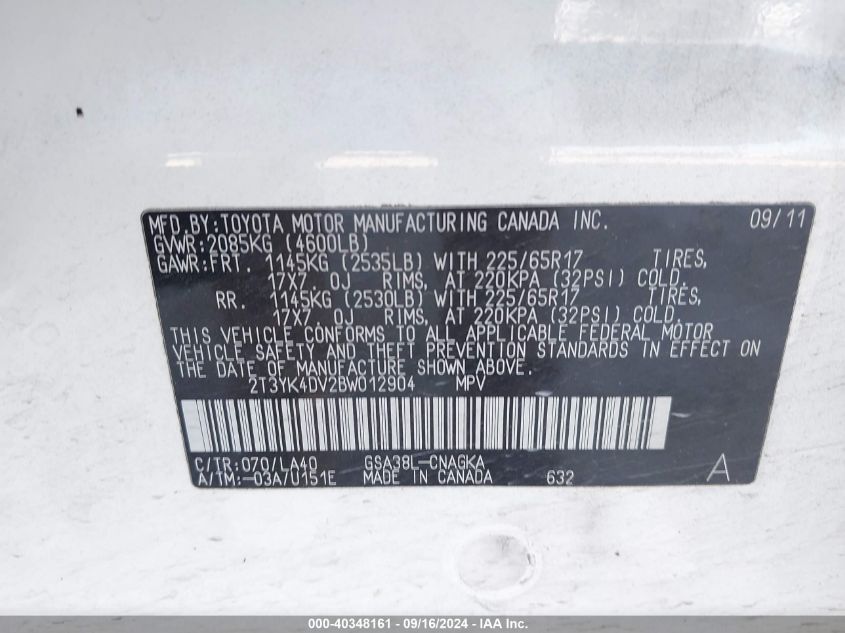 MFD.BY:TOYOTA MOTOR MANUFACTURING CANADA INC. 09/11
GVWR:2085KG (4600LB)
GAWR:FRT. 1145KG (2535LB) WITH 225/65R17 TIRES,
17X7.0J RIMS, AT 220KPA (32PSI) COLD.
RR. 1145KG (2530LB) WITH 225/65R17 TIRES,
17X7.0J RIMS, AT 220KPA (32PSI) COLD.
THIS VEHICLE CONFORMS TO ALL APPLICABLE FEDERAL MOTOR
VEHICLE SAFETY AND THEFT PREVENTION STANDARDS IN EFFECT ON
THE DATE OF MANUFACTURE SHOWN ABOVE.
2T3YK4DV2BW012904 MPV
C/TR:070/LA40 GSA38L-CNAGKA
A/TM:-03A/U151E MADE IN CANADA 632 A
000-40348161 - 09/16/2024 - IAA Inc.